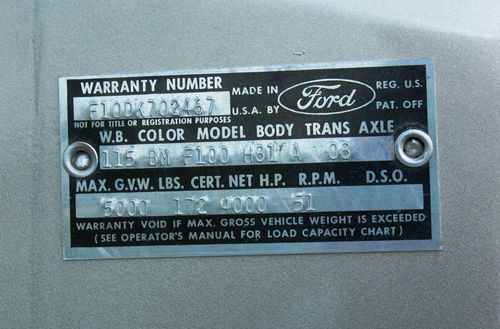 WARRANTY NUMBER
F10DK702467
NOT FOR TITLE OR REGISTRATION PURPOSES
MADE IN
U.S.A. BY
Ford
REG. U.S.
PAT. OFF
W.B. COLOR MODEL BODY TRANS AXLE
115 BM F100 H81 A 08
MAX. G.V.W. LBS. CERT. NET H.P. R.P.M. D.S.O.
5000 172 4000 51
WARRANTY VOID IF MAX. GROSS VEHICLE WEIGHT IS EXCEEDED
(SEE OPERATOR'S MANUAL FOR LOAD CAPACITY CHART)